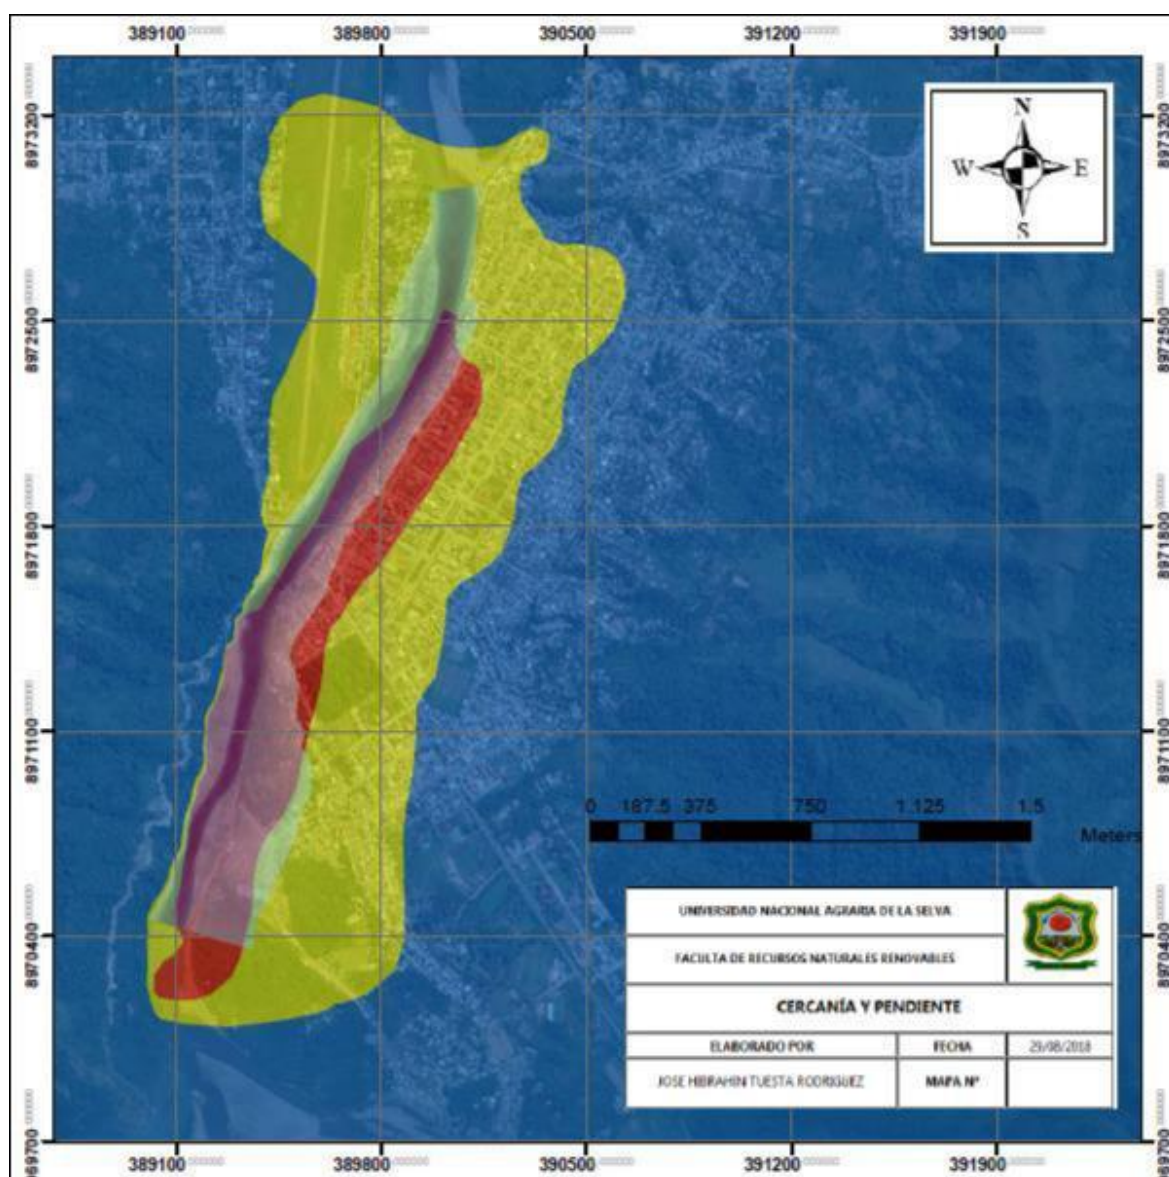 389100 389800 390500 391200 391900
8973200 8973200
N
W E
S
8972500 8972500
8971800 8971800
8971100 8971100
0 187.5 375 750 1.125 1.5
Meters
UNIVERSIDAD NACIONAL AGRARIA DE LA SELVA
FACULTA DE RECURSOS NATURALES RENOVABLES
8970400 8970400
CERCANÍA Y PENDIENTE
ELABORADO POR FECHA 29/08/2018
JOSE HIBRAHIN TUESTA RODRIGUEZ MAPA Nº
69700 69700
389100 389800 390500 391200 391900